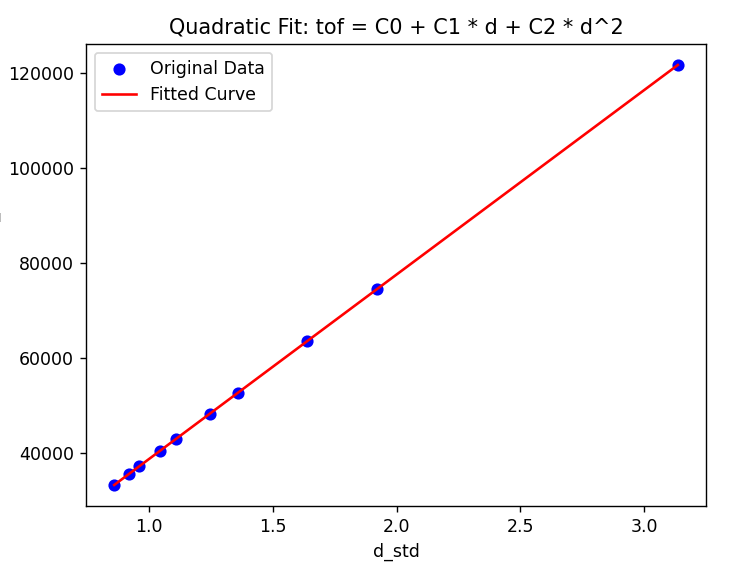 Quadratic Fit: tof = C0 + C1 * d + C2 * d^2
Original Data
Fitted Curve
120000
100000
80000
60000
40000
1.0 1.5 2.0 2.5 3.0
d_std